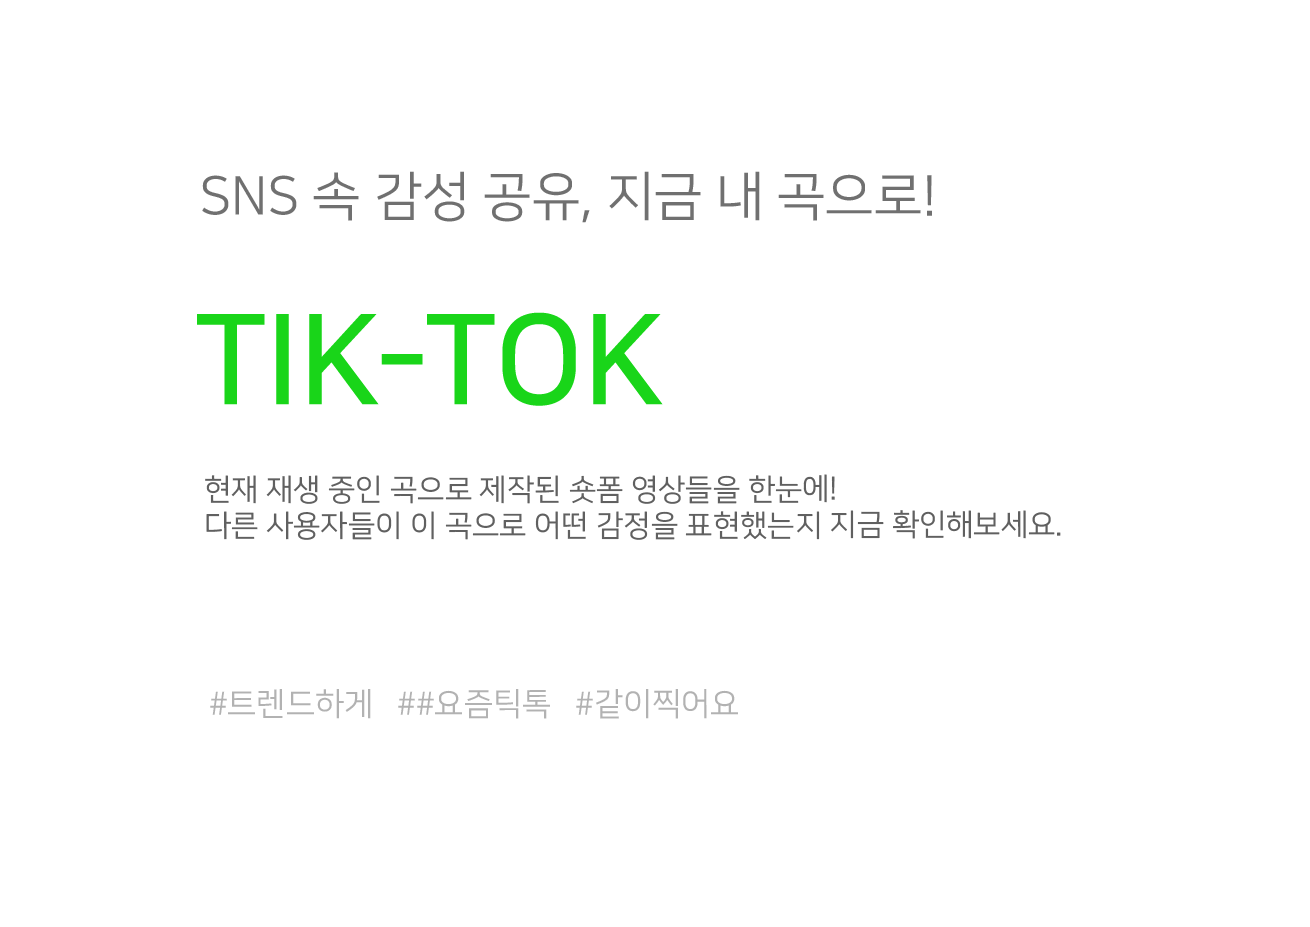 SNS 속 감성 공유, 지금 내 곡으로!
TIK-TOK
현재 재생 중인 곡으로 제작된 숏폼 영상들을 한눈에!
다른 사용자들이 이 곡으로 어떤 감정을 표현했는지 지금 확인해보세요.
#트렌드하게 ##요즘틱톡 #같이찍어요